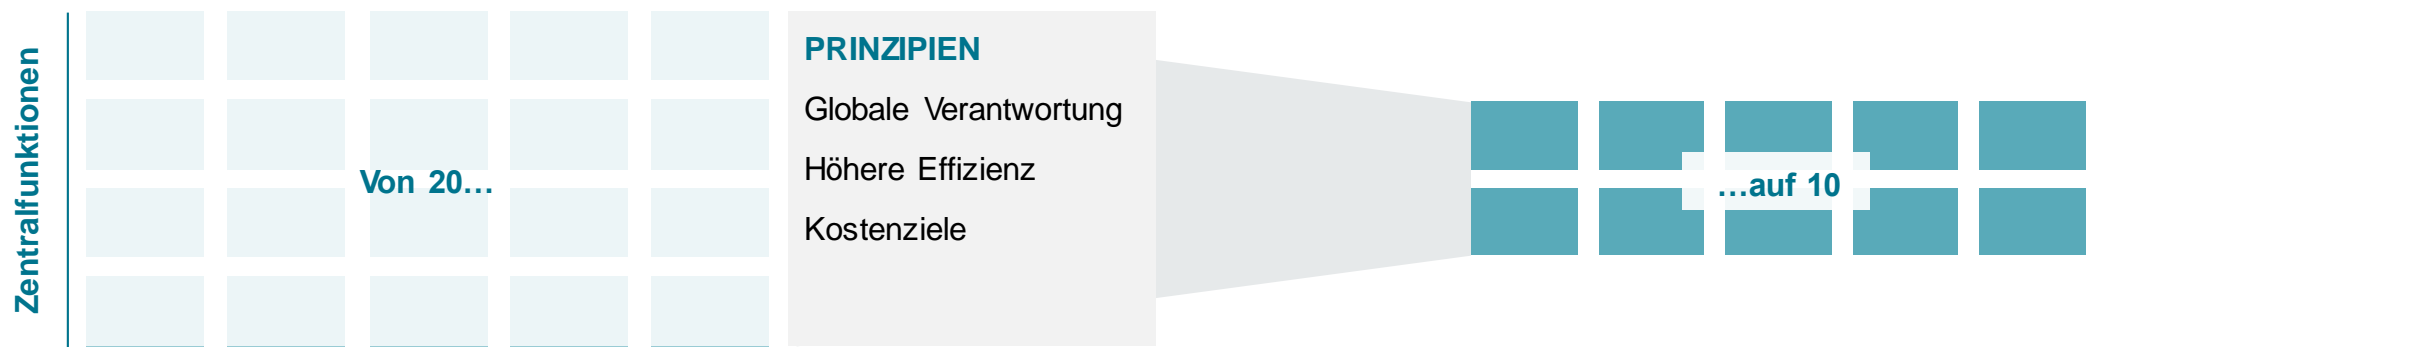 Zentralfunktionen
Von 20…
PRINZIPIEN
Globale Verantwortung
Höhere Effizienz
Kostenziele
…auf 10